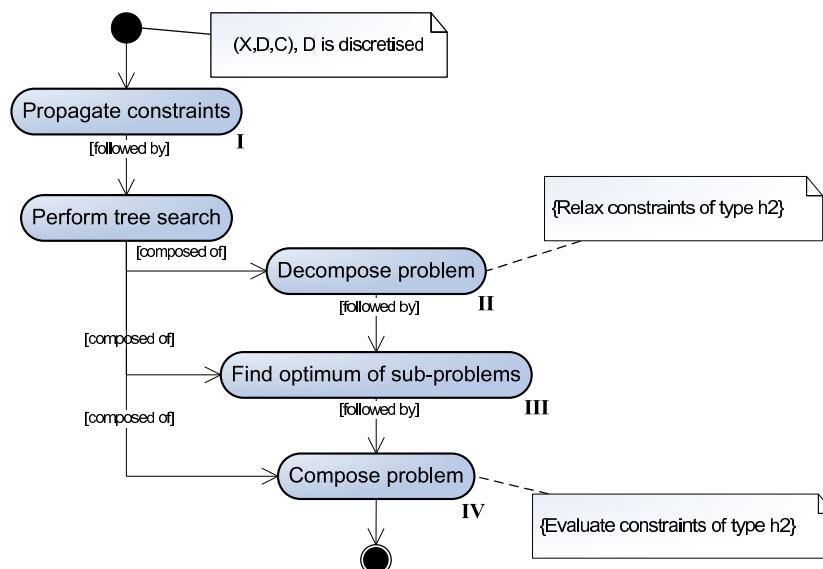 (X,D,C), D is discretised
Propagate constraints
I
[followed by]
Perform tree search
{Relax constraints of type h2}
[composed of]
Decompose problem
II
[followed by]
[composed of]
Find optimum of sub-problems
III
[followed by]
[composed of]
Compose problem
IV
{Evaluate constraints of type h2}